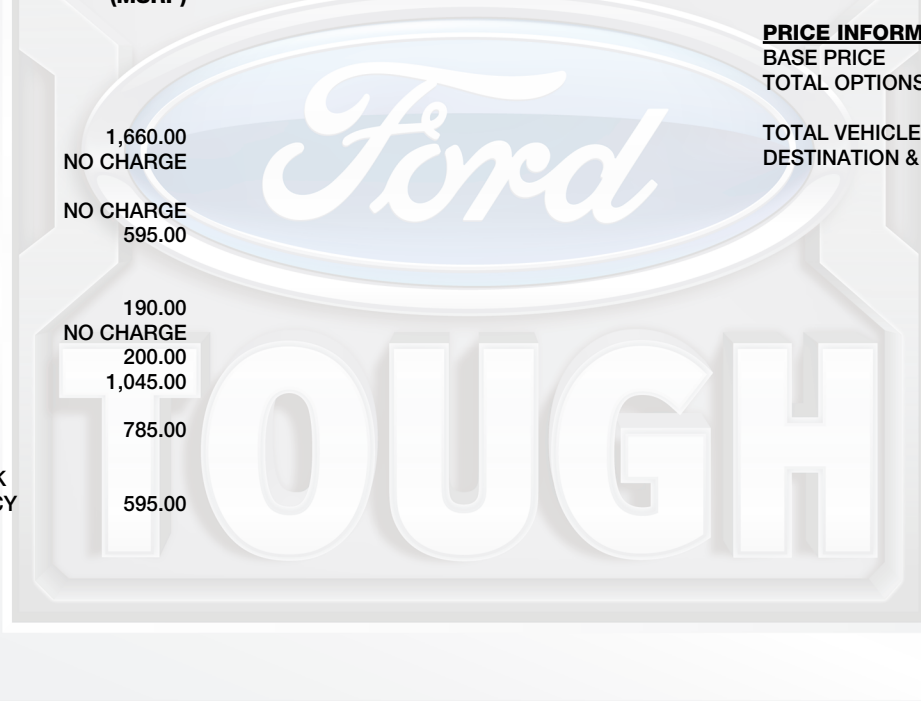 (MSRP)
1,660.00
NO CHARGE
NO CHARGE
595.00
190.00
NO CHARGE
200.00
1,045.00
785.00
K
CY
595.00
PRICE INFORM
BASE PRICE
TOTAL OPTIONS
TOTAL VEHICLE
DESTINATION &
Ford
TOUGH